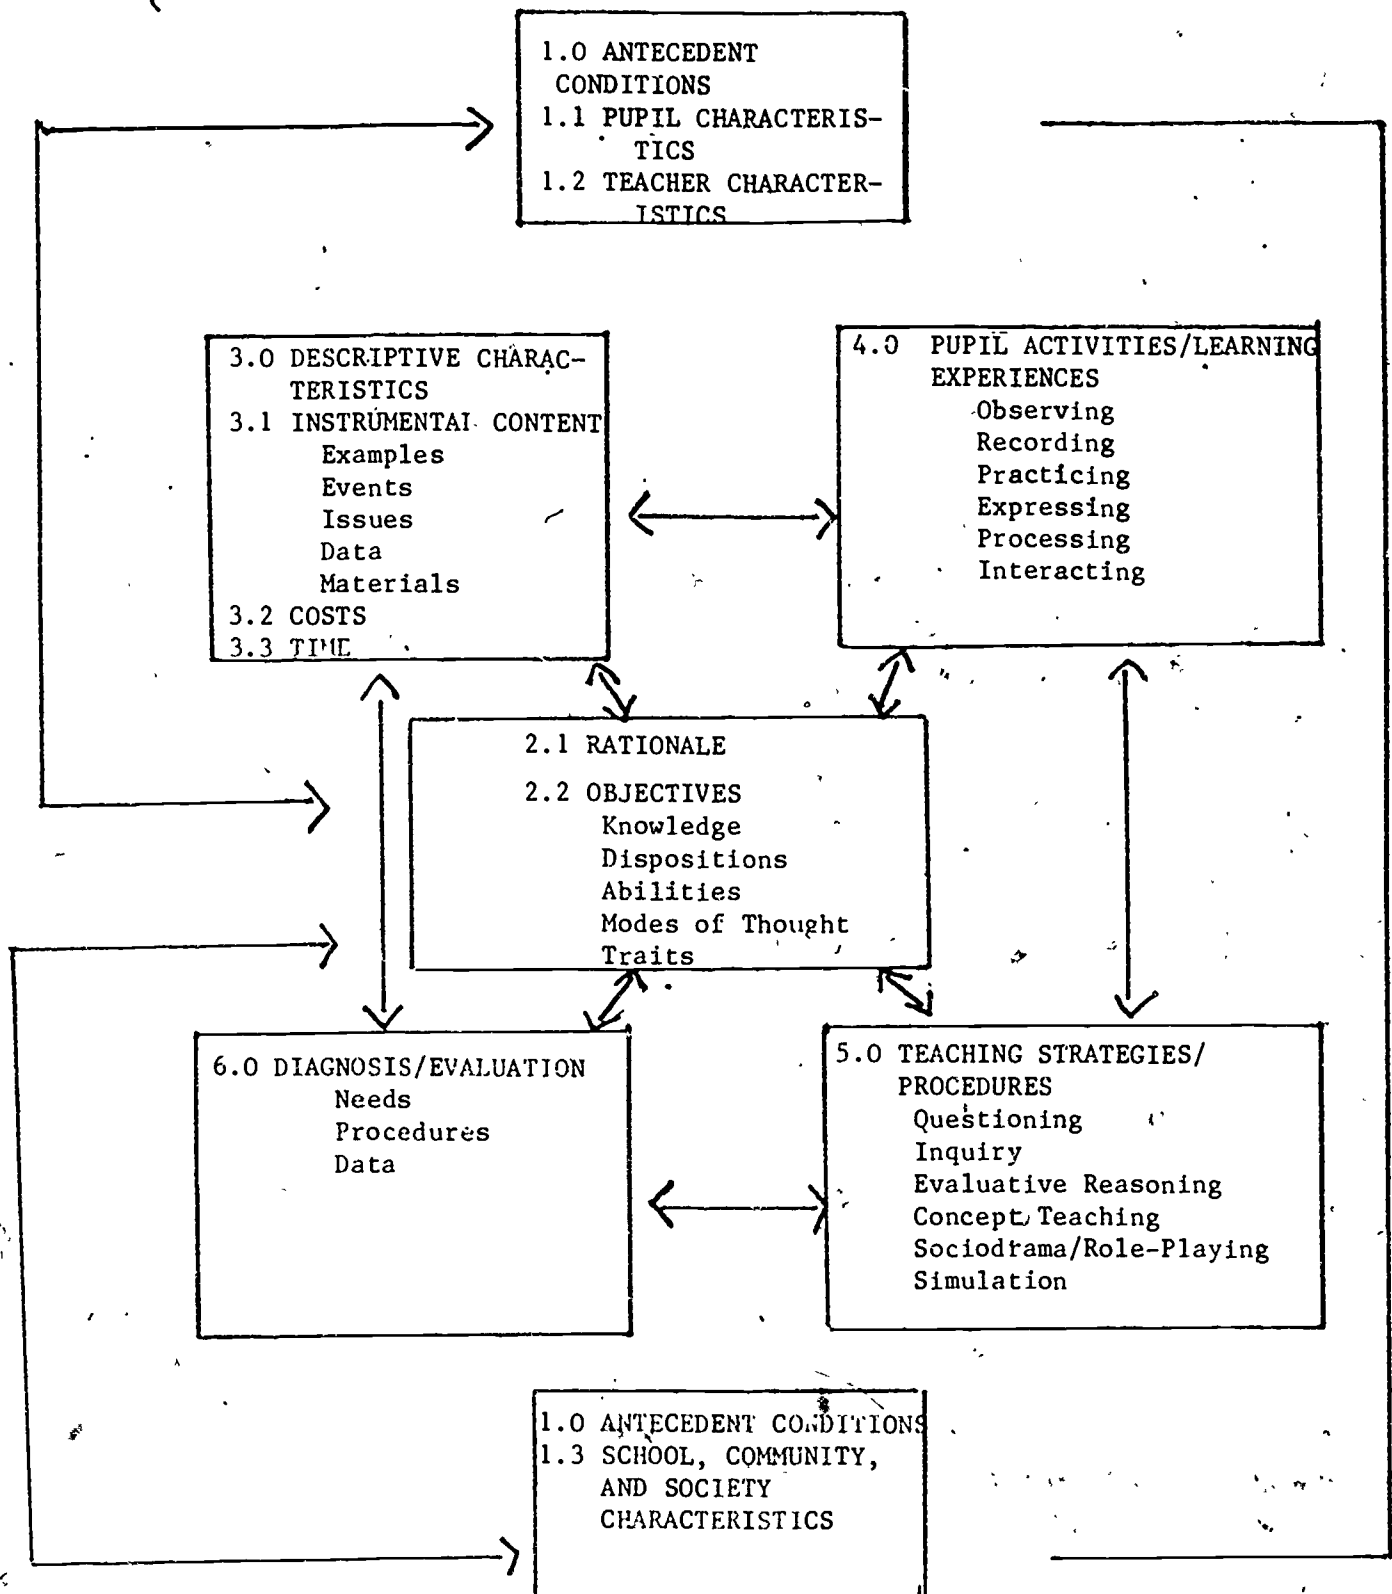 1.0 ANTECEDENT
CONDITIONS
1.1 PUPIL CHARACTERIS-
TICS
1.2 TEACHER CHARACTER-
ISTICS
3.0 DESCRIPTIVE CHARAC-
TERISTICS
3.1 INSTRUMENTAL CONTENT
Examples
Events
Issues
Data
Materials
3.2 COSTS
3.3 TIME
4.0 PUPIL ACTIVITIES/LEARNING
EXPERIENCES
Observing
Recording
Practicing
Expressing
Processing
Interacting
2.1 RATIONALE
2.2 OBJECTIVES
Knowledge
Dispositions
Abilities
Modes of Thought
Traits
6.0 DIAGNOSIS/EVALUATION
Needs
Procedures
Data
5.0 TEACHING STRATEGIES/
PROCEDURES
Questioning
Inquiry
Evaluative Reasoning
Concept Teaching
Sociodrama/Role-Playing
Simulation
1.0 ANTECEDENT CONDITIONS
1.3 SCHOOL, COMMUNITY,
AND SOCIETY
CHARACTERISTICS